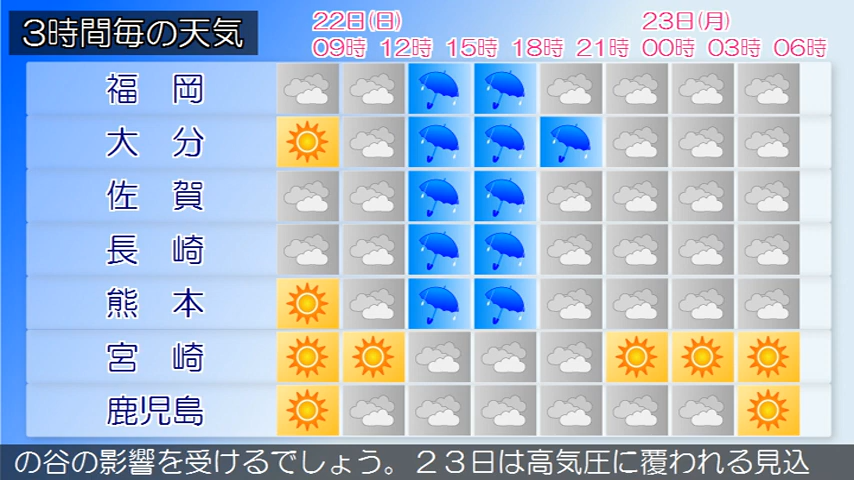 3時間毎の天気
22日(日) 23日(月)
09時 12時 15時 18時 21時 00時 03時 06時
福岡
大分
佐賀
長崎
熊本
宮崎
鹿児島
の谷の影響を受けるでしょう。２３日は高気圧に覆われる見込